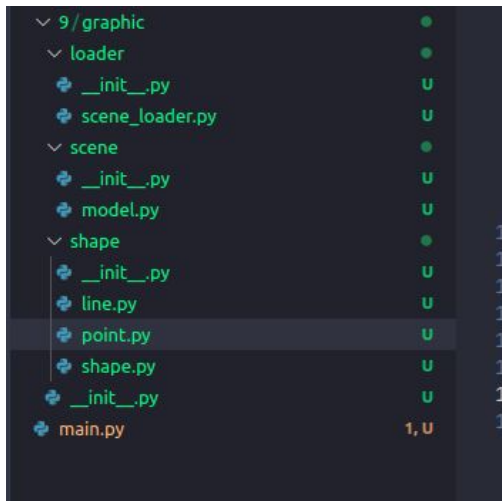 9/graphic
loader
__init__.py U
scene_loader.py U
scene
__init__.py U
model.py U
shape
__init__.py U
line.py U
point.py U
shape.py U
__init__.py U
main.py 1, U